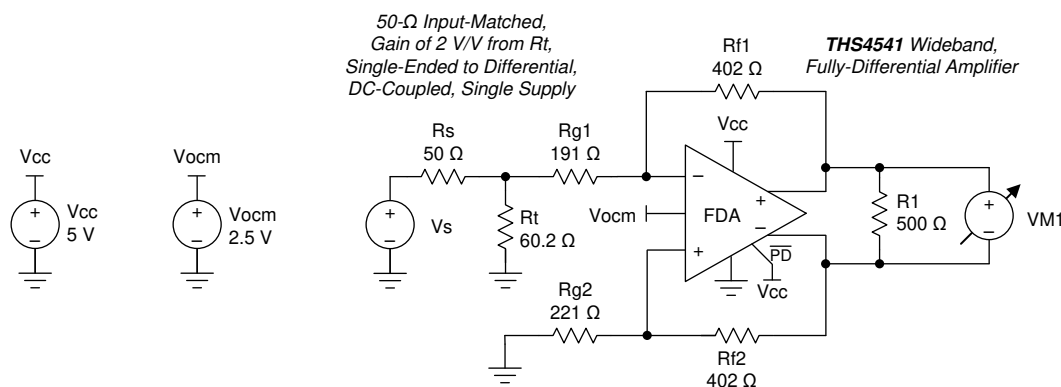 50-Ω Input-Matched,
Gain of 2 V/V from Rt,
Single-Ended to Differential,
DC-Coupled, Single Supply
THS4541 Wideband,
Fully-Differential Amplifier
Rf1
402 Ω
Vcc
Vcc
5 V
+
−
Vocm
Vocm
2.5 V
+
−
Rs
50 Ω
Rg1
191 Ω
Vcc
Vs
+
−
Rt
60.2 Ω
Vocm
FDA
−
+
+
−
PD
Vcc
R1
500 Ω
VM1
+
−
Rg2
221 Ω
Rf2
402 Ω